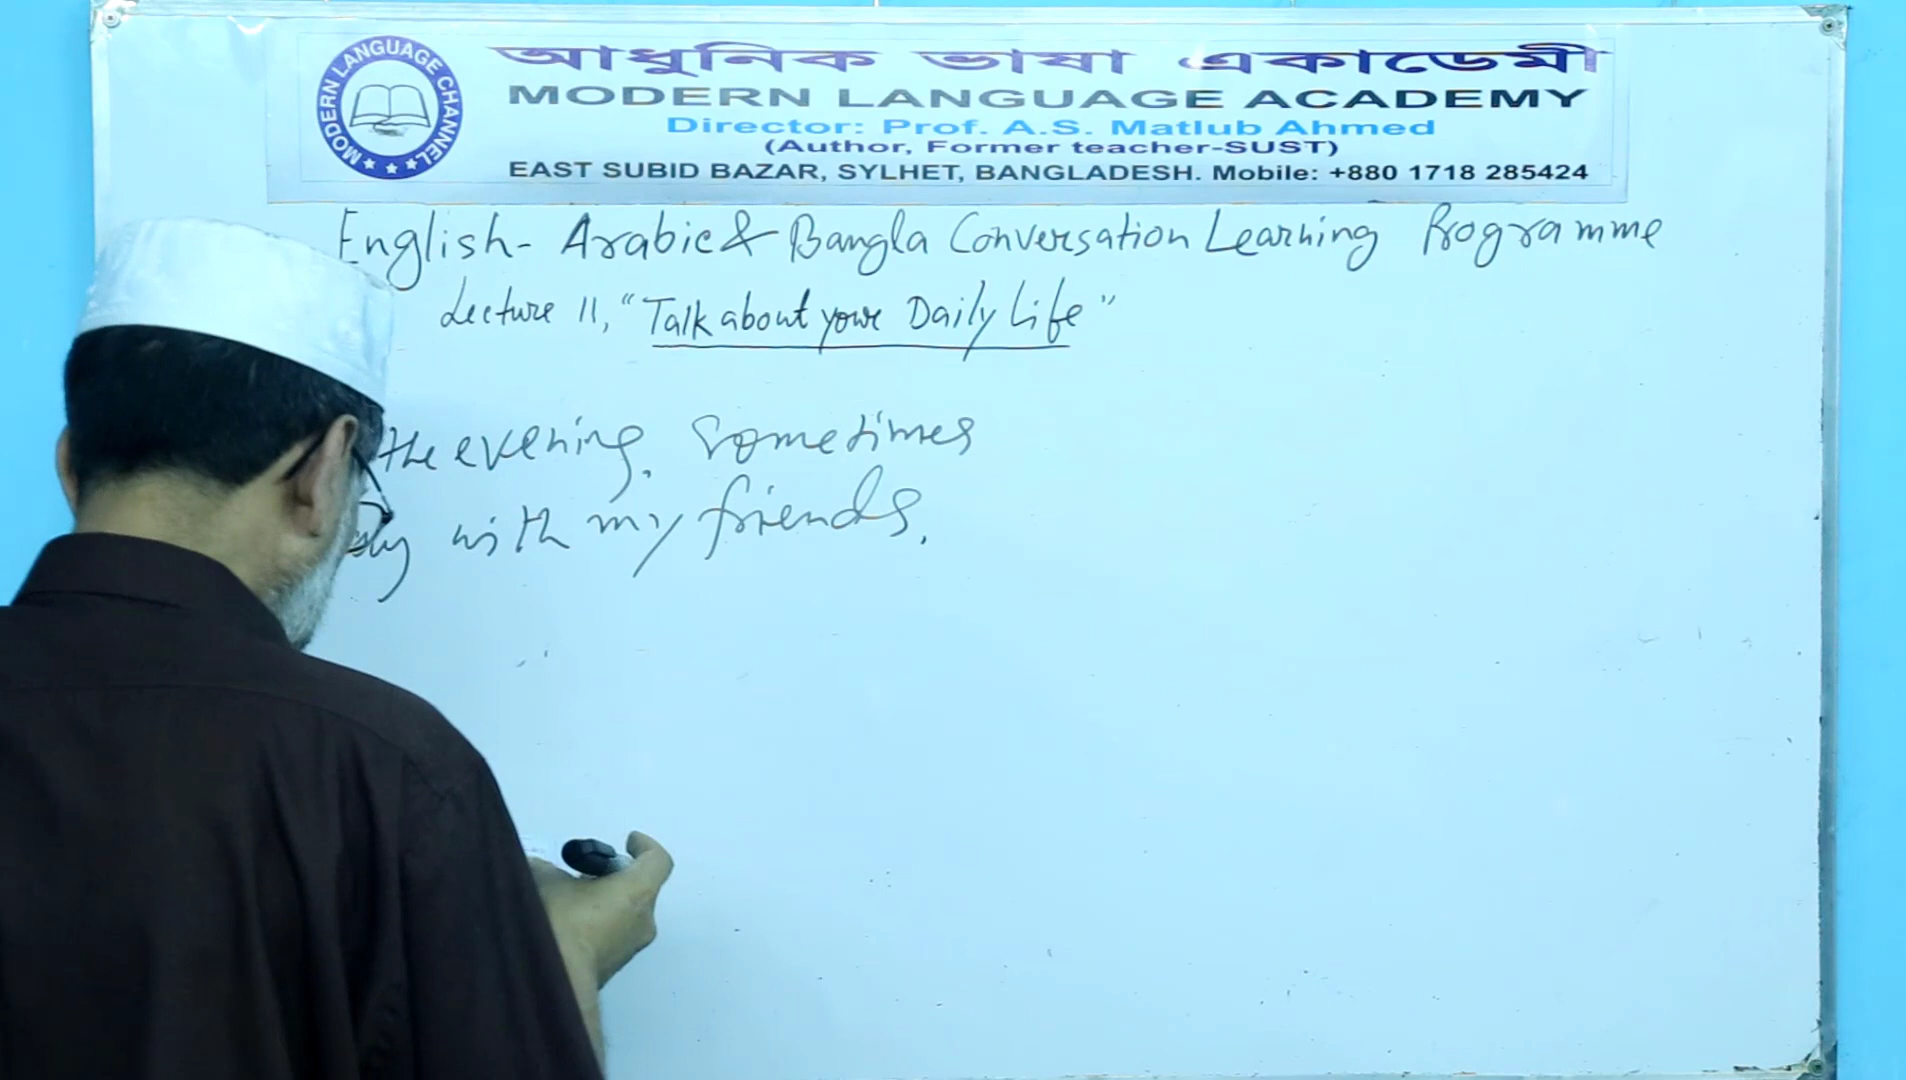 MODERN LANGUAGE CHANNEL
আধুনিক ভাষা একাডেমী
MODERN LANGUAGE ACADEMY
Director: Prof. A.S. Matlub Ahmed
(Author, Former teacher-SUST)
EAST SUBID BAZAR, SYLHET, BANGLADESH. Mobile: +880 1718 285424
English- Arabic & Bangla Conversation Learning Programme
Lecture 11, "Talk about your Daily Life"
the evening. Sometimes
with my friends.